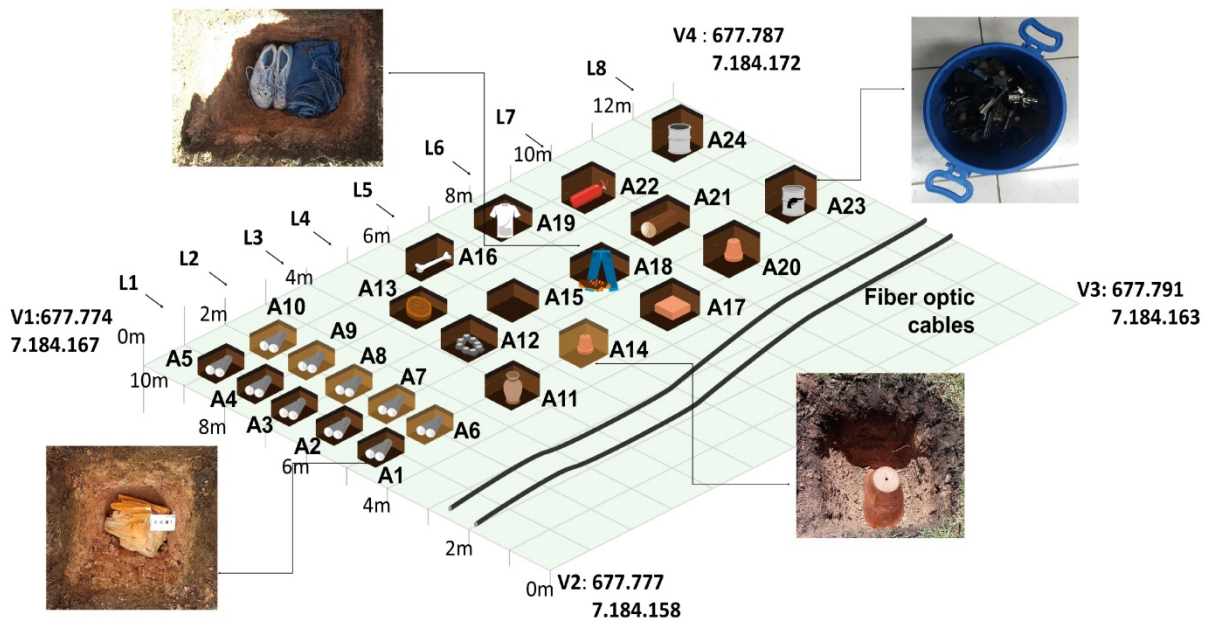 V4 : 677.787
7.184.172
L8
12m
L7
10m
A24
L6
8m
A22
A21
A23
L5
6m
A19
L4
4m
A16
A18
A20
L3
L2
2m
A13
A15
A17
Fiber optic
cables
V3: 677.791
7.184.163
L1
V1:677.774
7.184.167
0m
10m
A10
A9
A12
A14
A5
A8
A11
A4
A7
8m
A3
A6
A2
6m
A1
4m
2m
0m
V2: 677.777
7.184.158